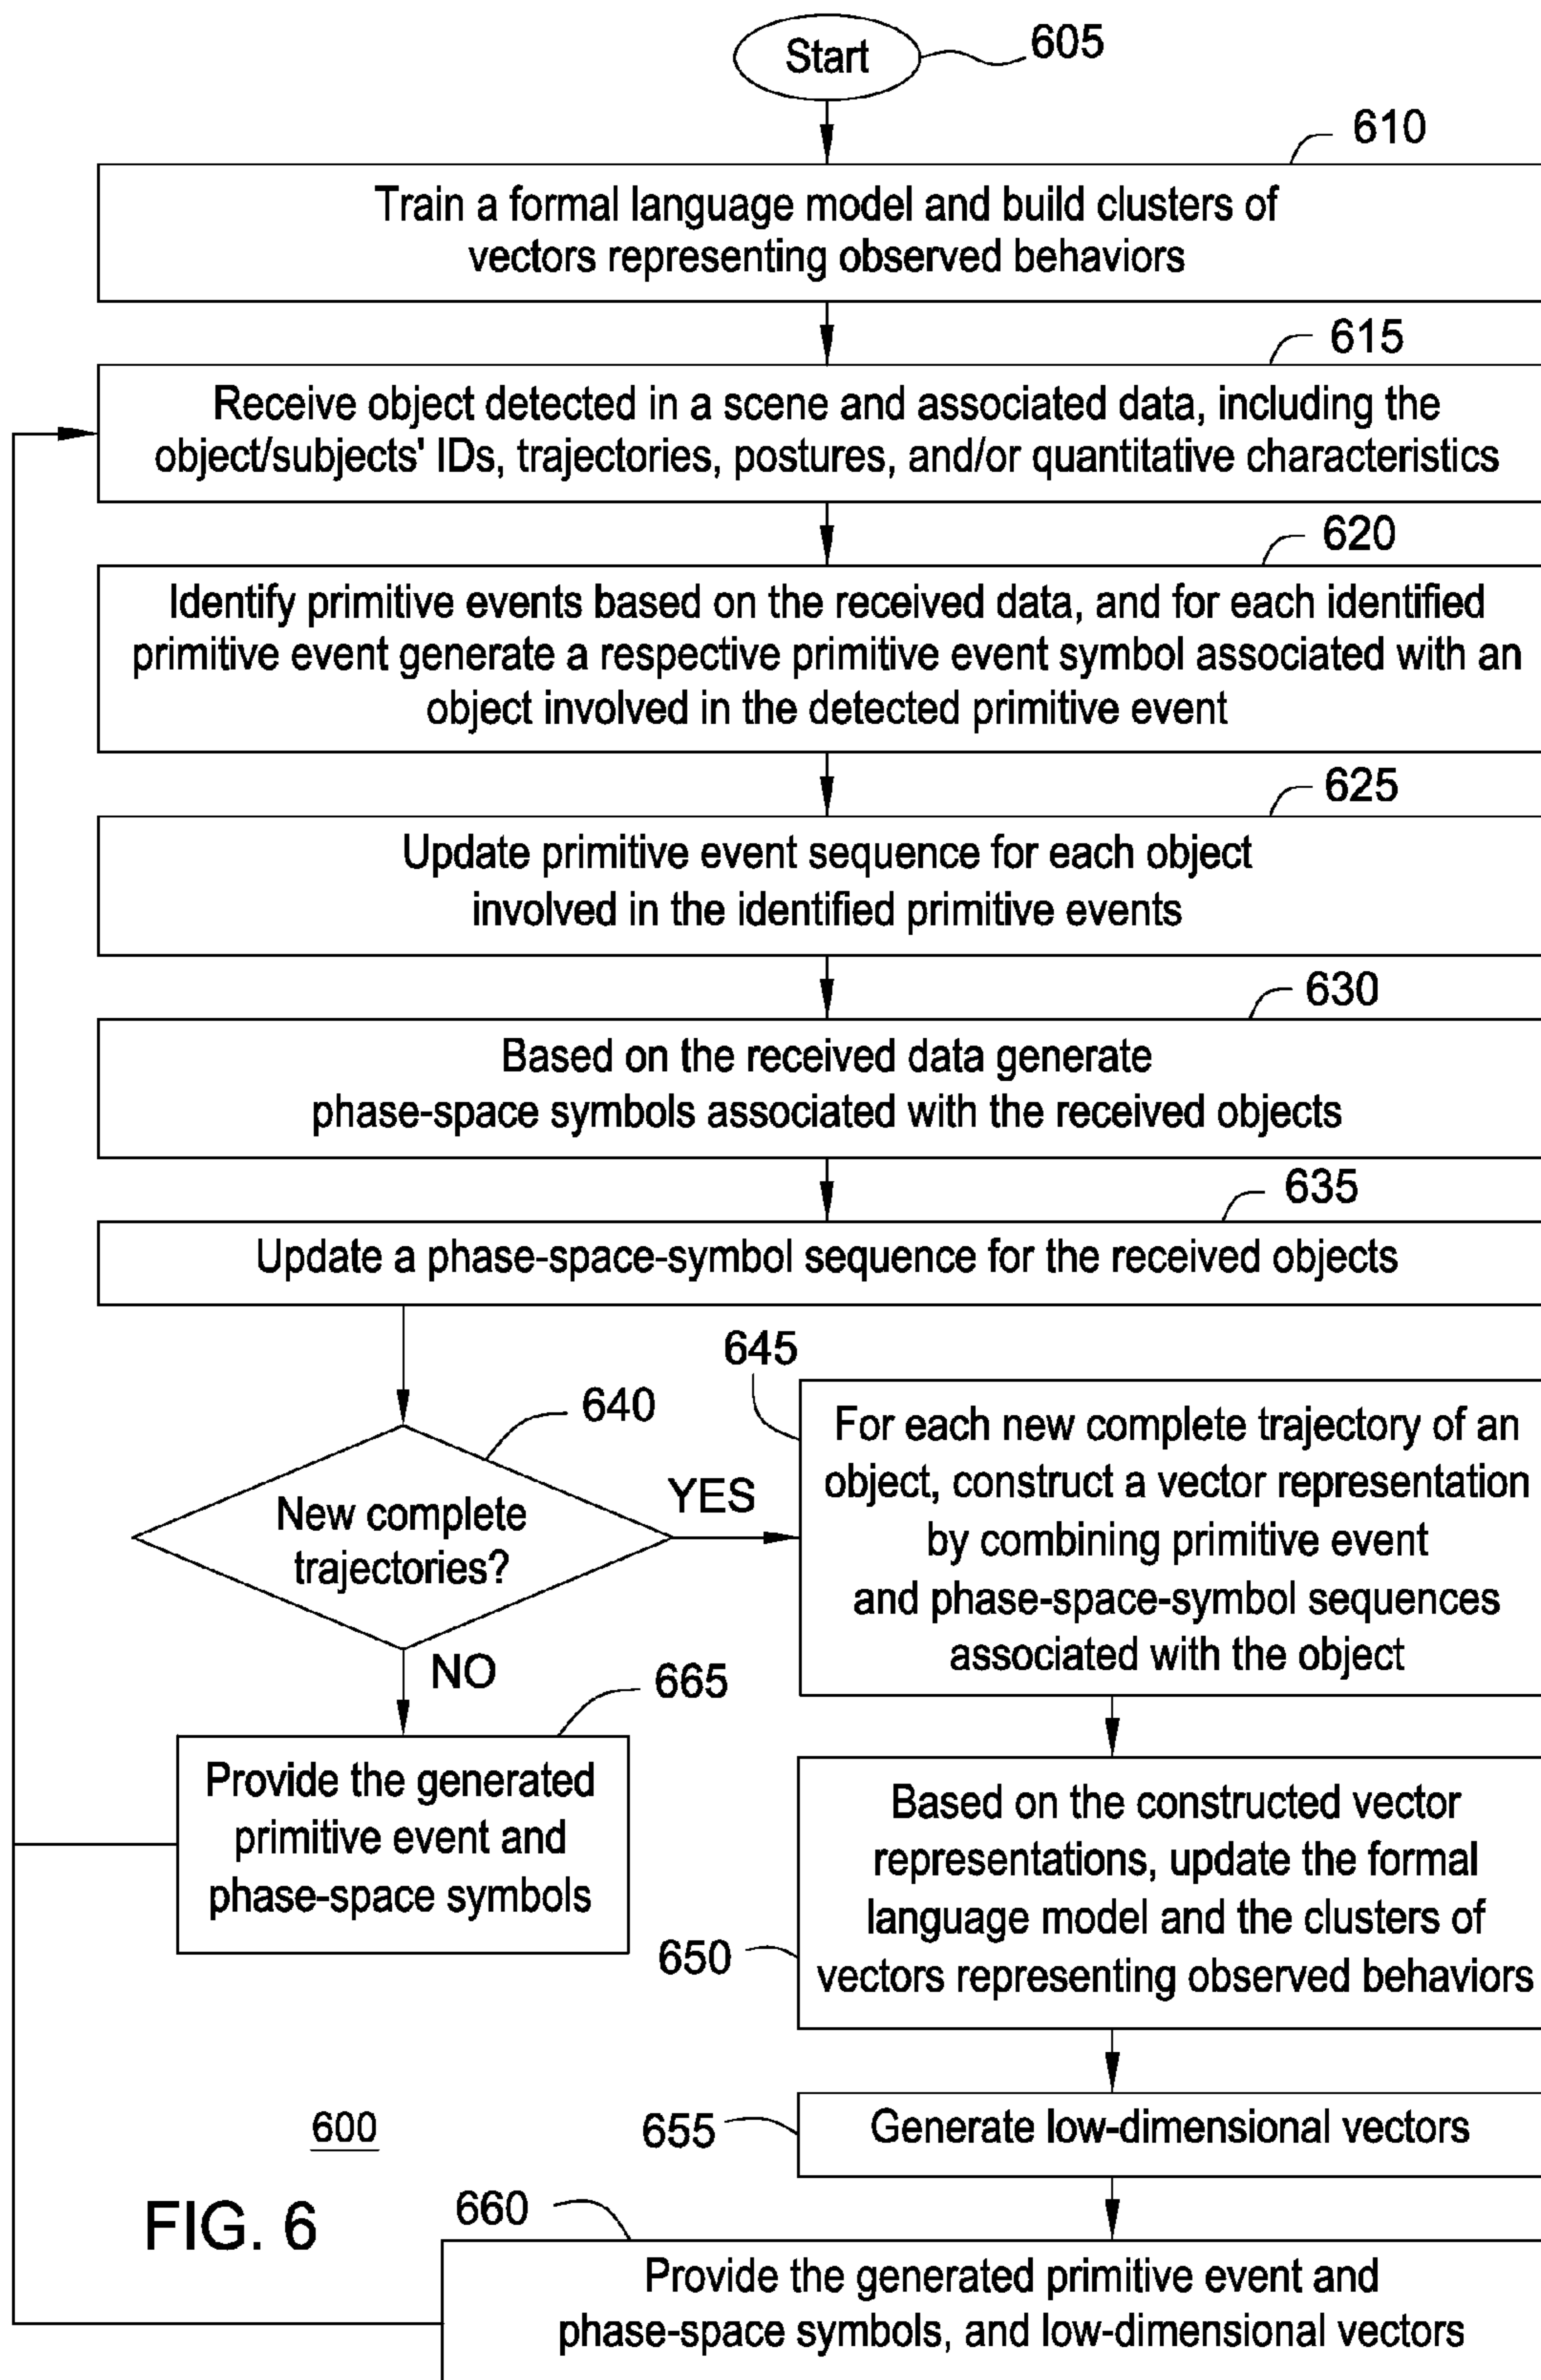 Start
605
610
Train a formal language model and build clusters of
vectors representing observed behaviors
615
Receive object detected in a scene and associated data, including the
object/subjects' IDs, trajectories, postures, and/or quantitative characteristics
620
Identify primitive events based on the received data, and for each identified
primitive event generate a respective primitive event symbol associated with an
object involved in the detected primitive event
625
Update primitive event sequence for each object
involved in the identified primitive events
630
Based on the received data generate
phase-space symbols associated with the received objects
635
Update a phase-space-symbol sequence for the received objects
640
New complete
trajectories?
YES
645
For each new complete trajectory of an
object, construct a vector representation
by combining primitive event
and phase-space-symbol sequences
associated with the object
NO
665
Provide the generated
primitive event and
phase-space symbols
650
Based on the constructed vector
representations, update the formal
language model and the clusters of
vectors representing observed behaviors
655
Generate low-dimensional vectors
660
Provide the generated primitive event and
phase-space symbols, and low-dimensional vectors
600
FIG. 6